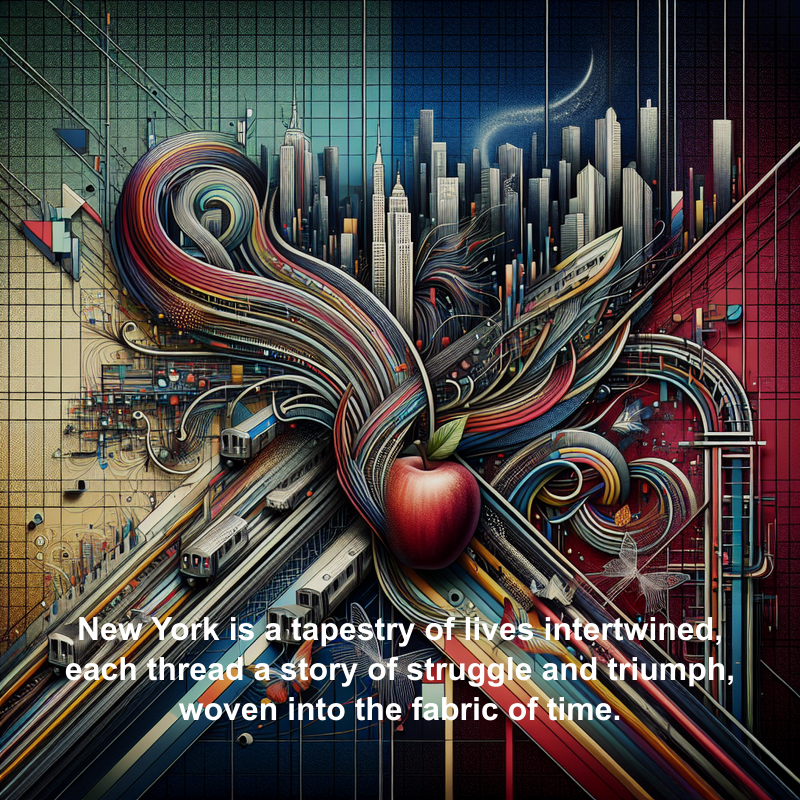 New York is a tapestry of lives intertwined,
each thread a story of struggle and triumph,
woven into the fabric of time.